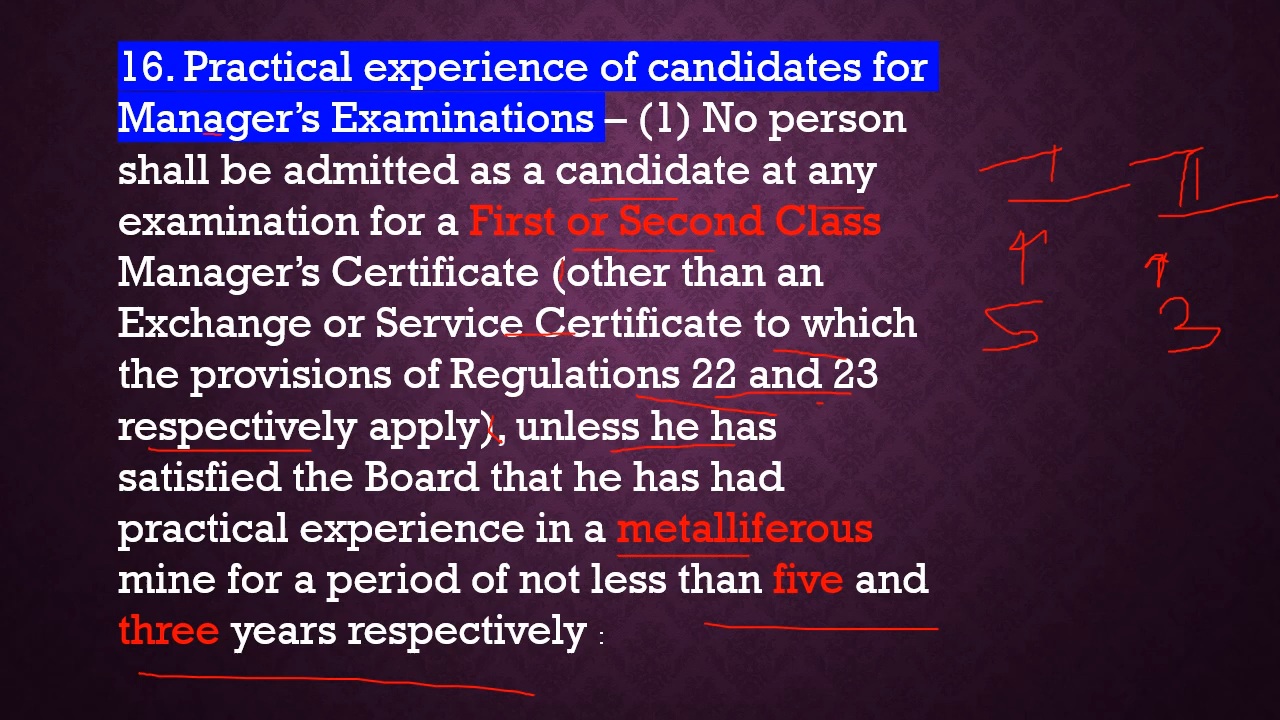 16. Practical experience of candidates for
Manager’s Examinations – (1) No person
shall be admitted as a candidate at any
examination for a First or Second Class
Manager’s Certificate (other than an
Exchange or Service Certificate to which
the provisions of Regulations 22 and 23
respectively apply), unless he has
satisfied the Board that he has had
practical experience in a metalliferous
mine for a period of not less than five and
three years respectively :
I II
5 3